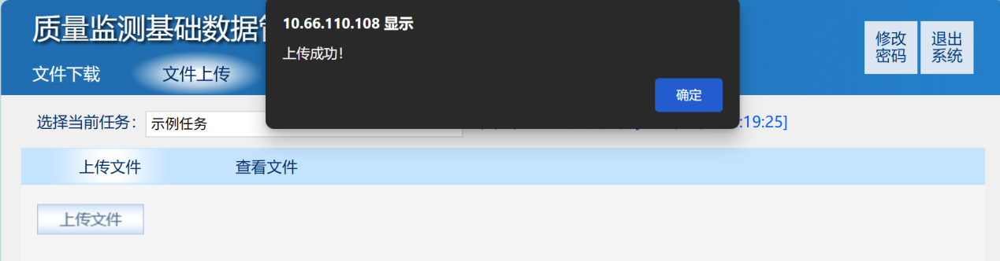 质量监测基础数据
10.66.110.108 显示
上传成功!
确定
修改
密码
退出
系统
文件下载
文件上传
选择当前任务:
示例任务
:19:25]
上传文件
查看文件
上传文件